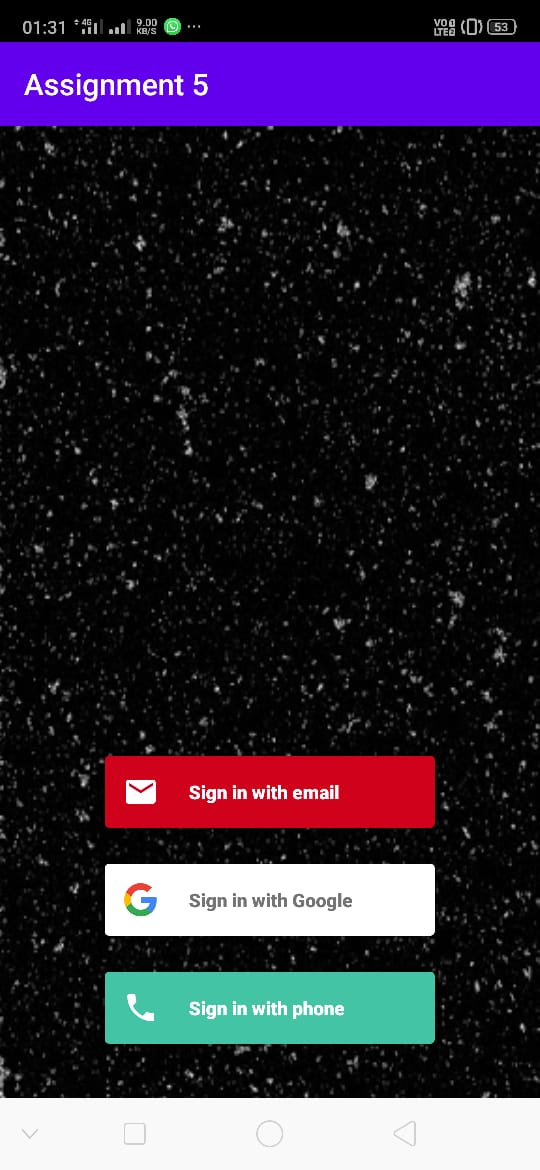 01:31 4G 9.00 KB/S ... VO LTE 53
Assignment 5
Sign in with email
Sign in with Google
Sign in with phone